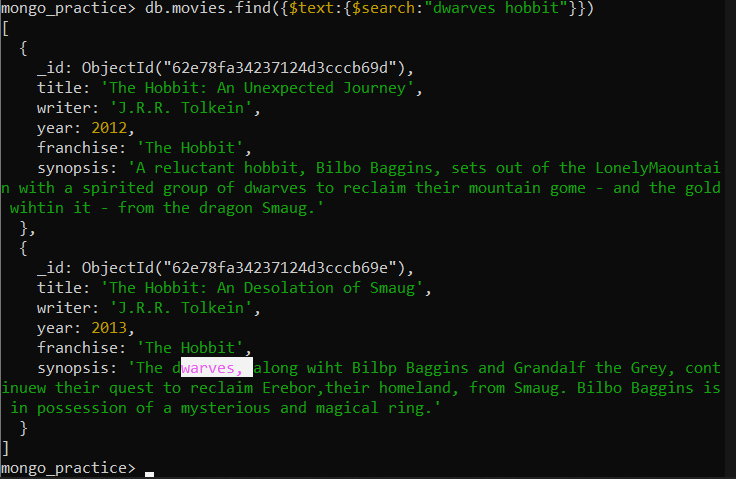 mongo_practice> db.movies.find({$text:{$search:"dwarves hobbit"}})
[
  {
    _id: ObjectId("62e78fa34237124d3cccb69d"),
    title: 'The Hobbit: An Unexpected Journey',
    writer: 'J.R.R. Tolkein',
    year: 2012,
    franchise: 'The Hobbit',
    synopsis: 'A reluctant hobbit, Bilbo Baggins, sets out of the LonelyMaountai
n with a spirited group of dwarves to reclaim their mountain gome - and the gold
 wihtin it - from the dragon Smaug.'
  },
  {
    _id: ObjectId("62e78fa34237124d3cccb69e"),
    title: 'The Hobbit: An Desolation of Smaug',
    writer: 'J.R.R. Tolkein',
    year: 2013,
    franchise: 'The Hobbit',
    synopsis: 'The dwarves, along wiht Bilbp Baggins and Grandalf the Grey, cont
inuew their quest to reclaim Erebor,their homeland, from Smaug. Bilbo Baggins is
 in possession of a mysterious and magical ring.'
  }
]
mongo_practice>